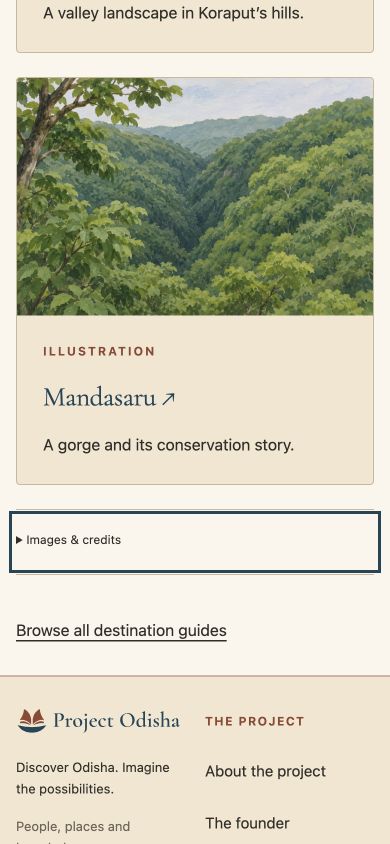 A valley landscape in Koraput’s hills.
ILLUSTRATION
Mandasaru ↗
A gorge and its conservation story.
▶ Images & credits
Browse all destination guides
Project Odisha
Discover Odisha. Imagine
the possibilities.
People, places and
THE PROJECT
About the project
The founder